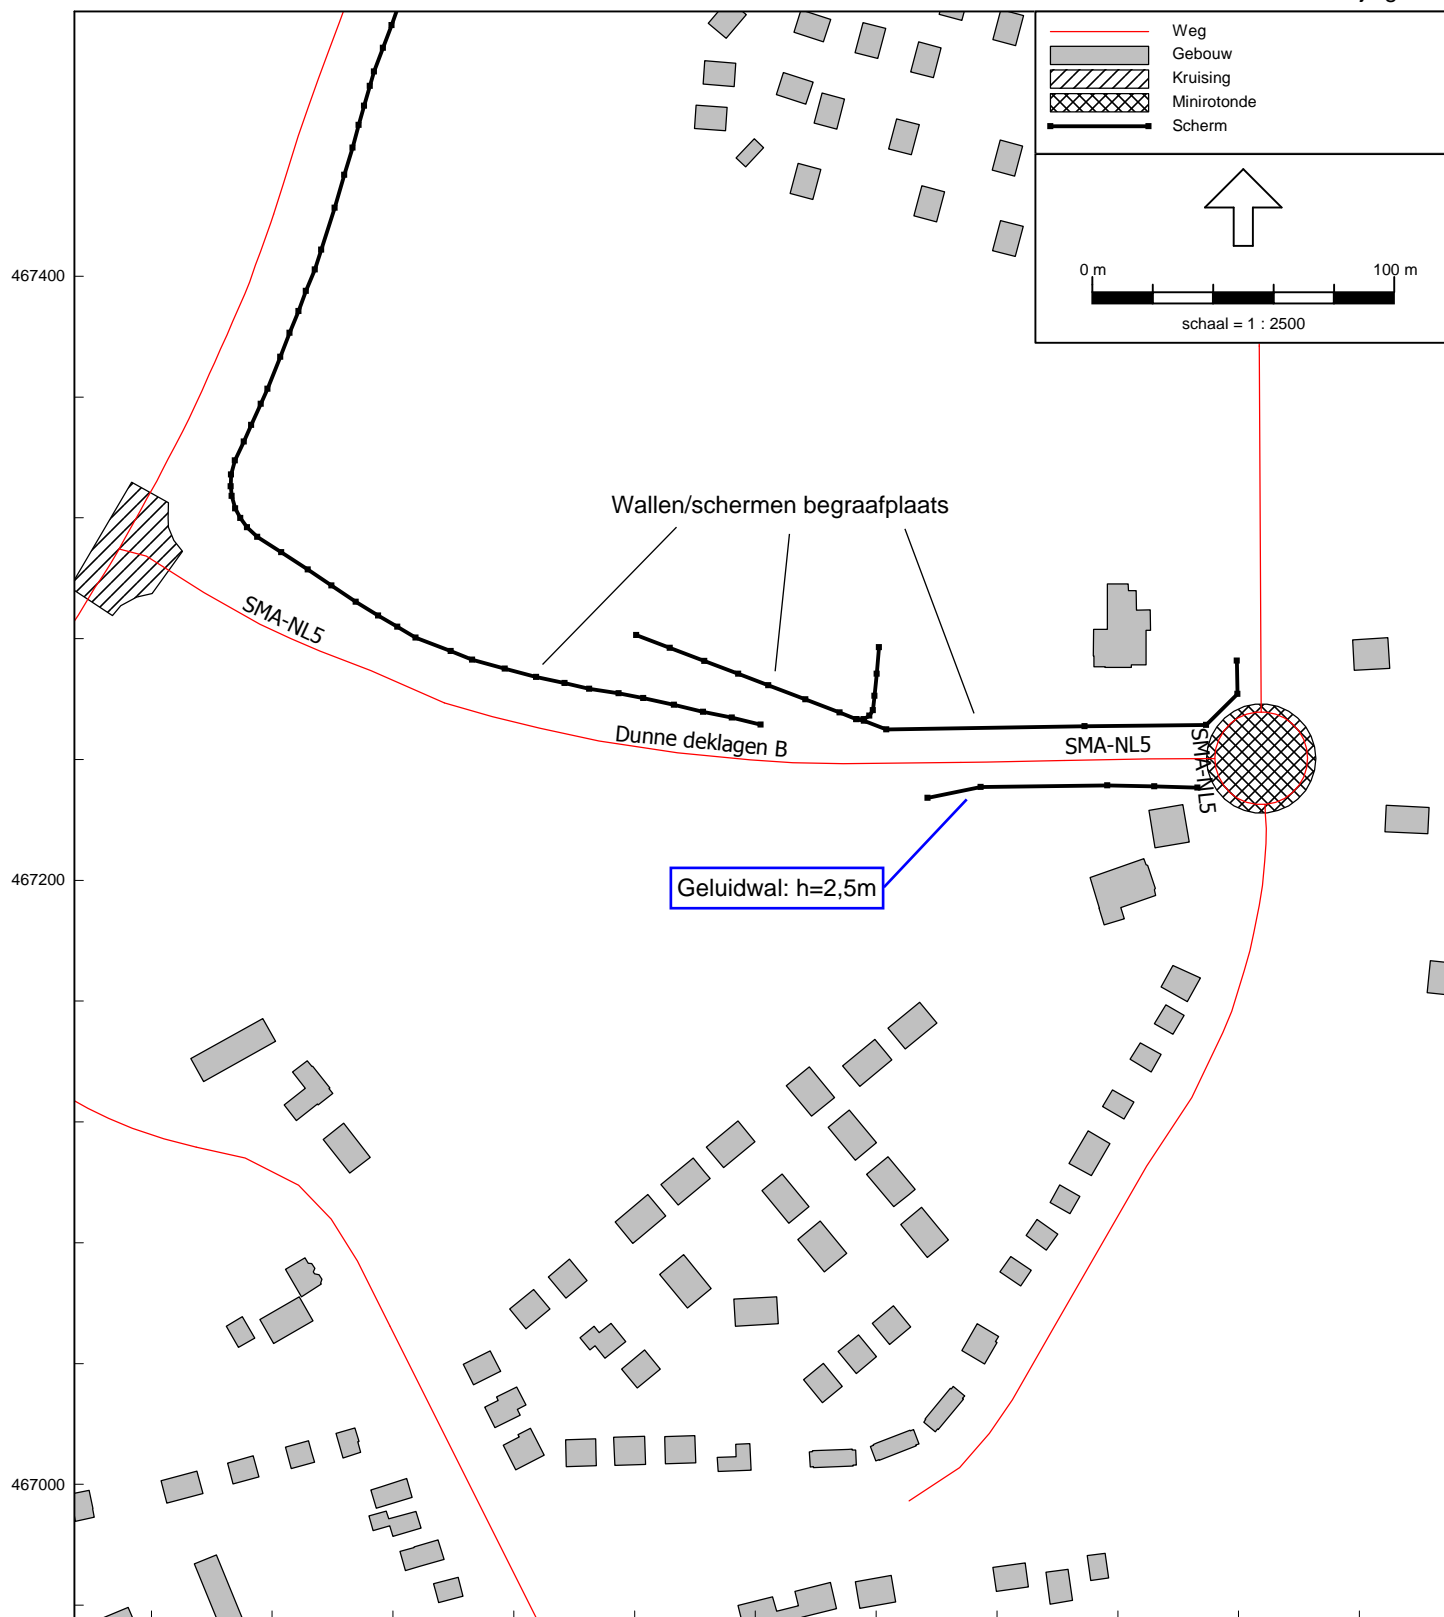 Weg
Gebouw
Kruising
Minirotonde
Scherm
0 m
100 m
schaal = 1 : 2500
467400
Wallen/schermen begraafplaats
SMA-NL5
Dunne deklagen B
SMA-NL5
SMA-NL5
467200
Geluidwal: h=2,5m
467000